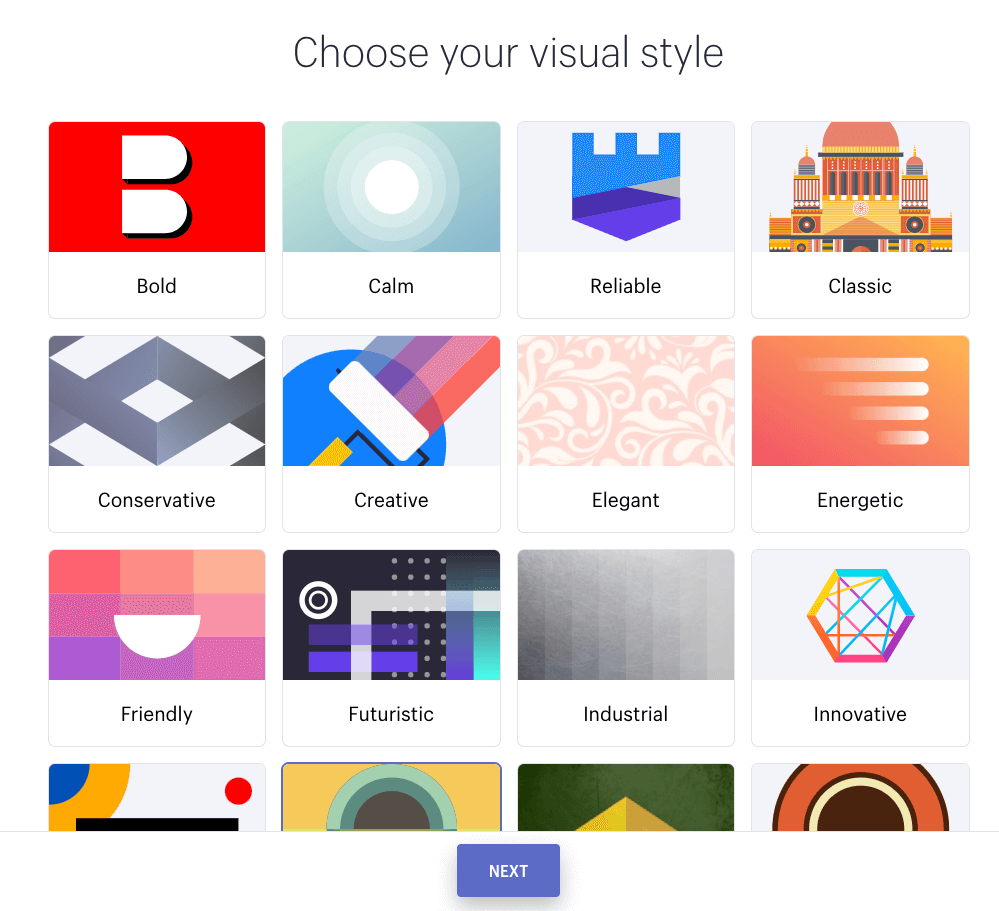 Choose your visual style
Bold
Calm
Reliable
Classic
Conservative
Creative
Elegant
Energetic
Friendly
Futuristic
Industrial
Innovative
NEXT